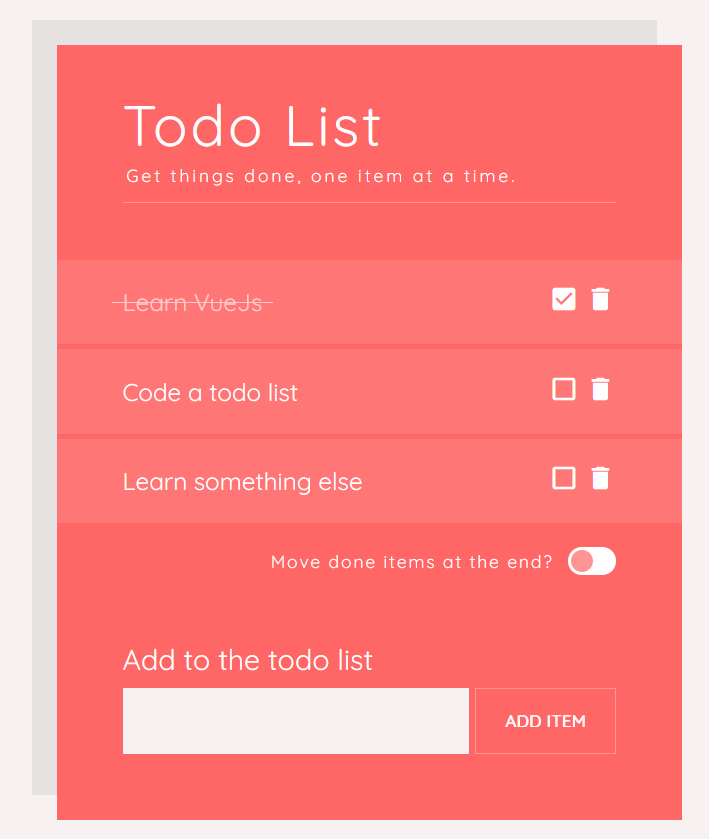 Todo List
Get things done, one item at a time.
Learn VueJs
Code a todo list
Learn something else
Move done items at the end?
Add to the todo list
ADD ITEM